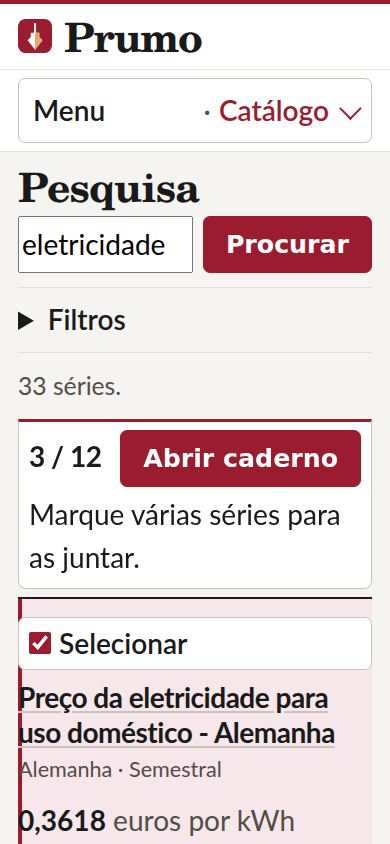 Prumo
Menu · Catálogo
Pesquisa
eletricidade Procurar
Filtros
33 séries.
3 / 12 Abrir caderno
Marque várias séries para
as juntar.
Selecionar
Preço da eletricidade para
uso doméstico - Alemanha
Alemanha · Semestral
0,3618 euros por kWh